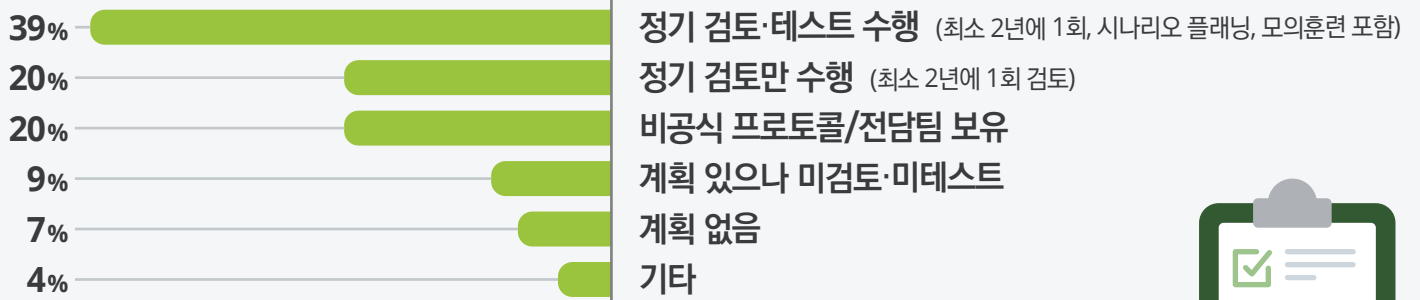 39% 정기 검토·테스트 수행 (최소 2년에 1회, 시나리오 플래닝, 모의훈련 포함)
20% 정기 검토만 수행 (최소 2년에 1회 검토)
20% 비공식 프로토콜/전담팀 보유
9% 계획 있으나 미검토·미테스트
7% 계획 없음
4% 기타